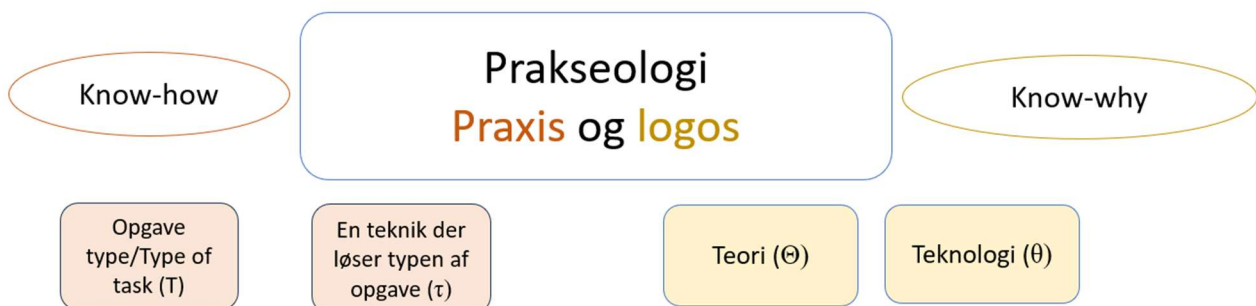 Know-how
Prakseologi
Praxis og logos
Know-why
Opgave
type/Type of
task (T)
En teknik der
løser typen af
opgave (τ)
Teori (Θ)
Teknologi (θ)